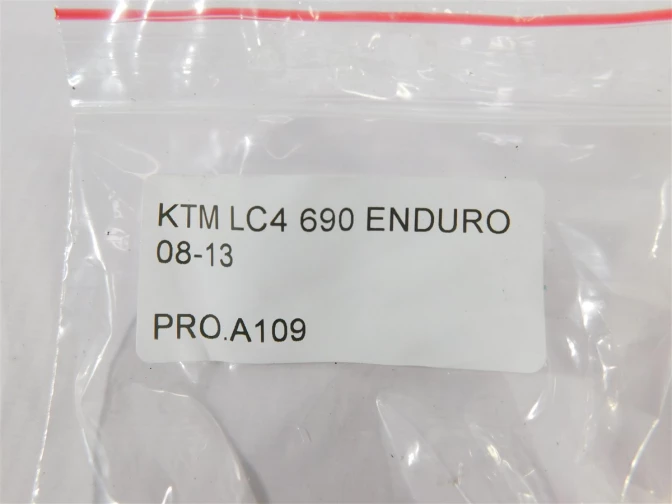 KTM LC4 690 ENDURO
08-13
PRO.A109